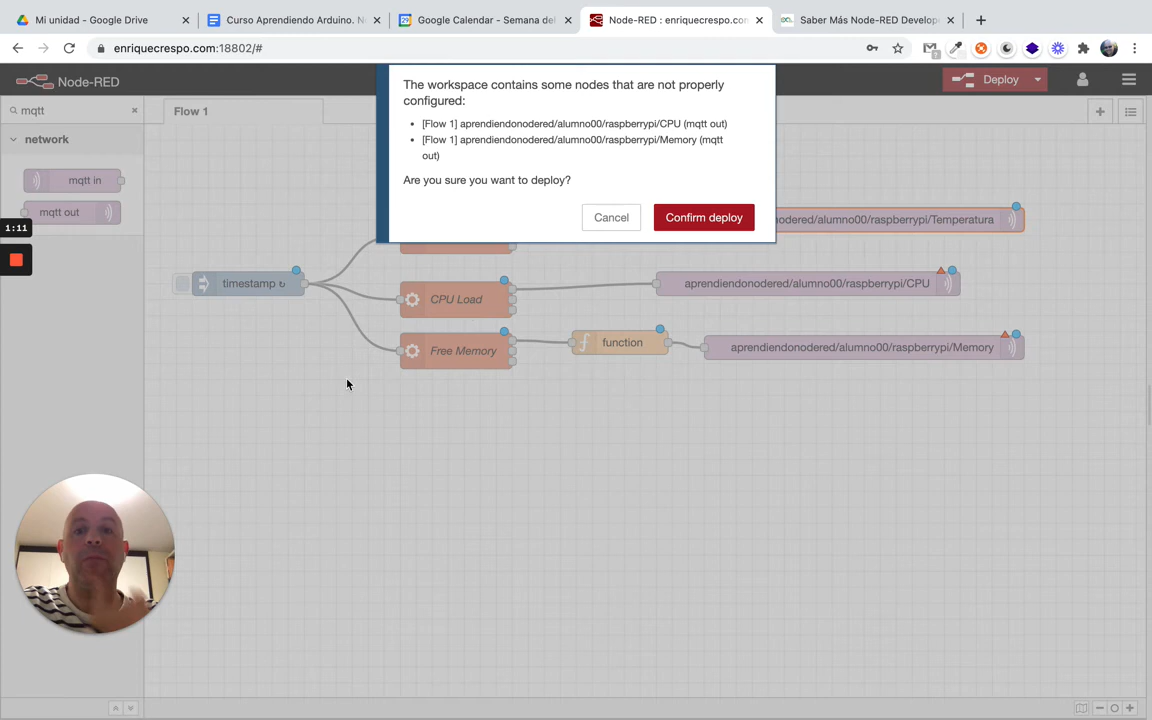 Mi unidad - Google Drive
Curso Aprendiendo Arduino. N
Google Calendar - Semana del
Node-RED : enriquecrespo.com
Saber Más Node-RED Develop
enriquecrespo.com:18802/#
Node-RED
Deploy
mqtt
Flow 1
network
mqtt in
mqtt out
1:11
The workspace contains some nodes that are not properly
configured:
[Flow 1] aprendiendonodered/alumno00/raspberrypi/CPU (mqtt out)
[Flow 1] aprendiendonodered/alumno00/raspberrypi/Memory (mqtt
out)
Are you sure you want to deploy?
Cancel
Confirm deploy
nodered/alumno00/raspberrypi/Temperatura
timestamp ↻
CPU Load
aprendiendonodered/alumno00/raspberrypi/CPU
Free Memory
function
aprendiendonodered/alumno00/raspberrypi/Memory